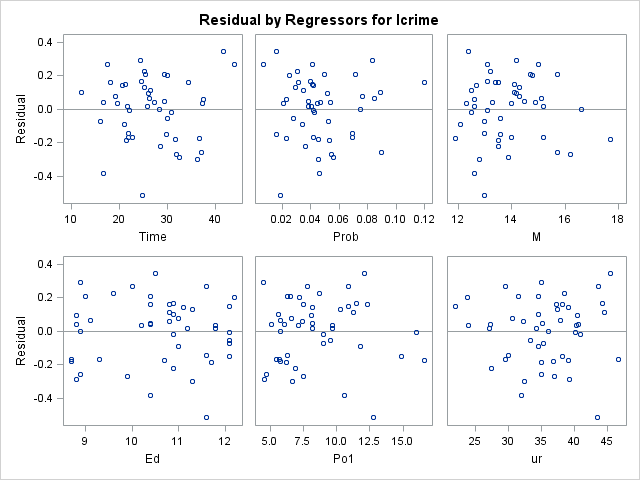 Residual by Regressors for lcrime
Residual
0.4
0.2
0.0
-0.2
-0.4
10 20 30 40
Time
0.02 0.04 0.06 0.08 0.10 0.12
Prob
12 14 16 18
M
Residual
0.4
0.2
0.0
-0.2
-0.4
9 10 11 12
Ed
5.0 7.5 10.0 12.5 15.0
Po1
25 30 35 40 45
ur